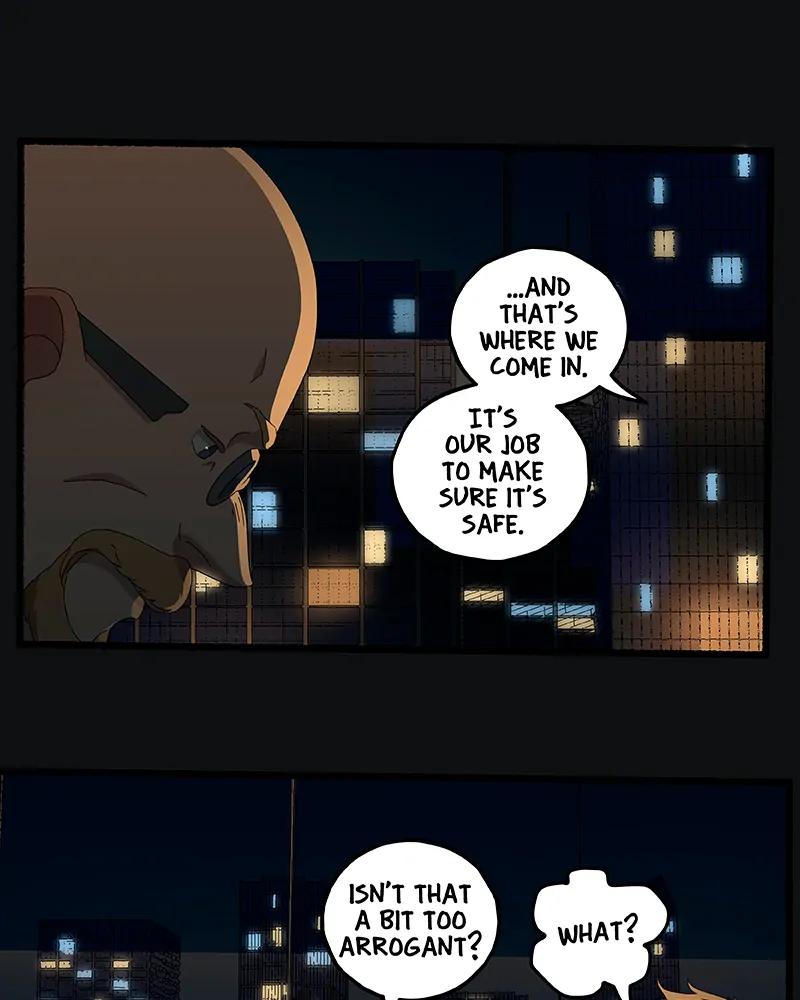 ...AND
THAT'S
WHERE WE
COME IN.
IT'S
OUR JOB
TO MAKE
SURE IT'S
SAFE.
ISN'T THAT
A BIT TOO
ARROGANT?
WHAT?